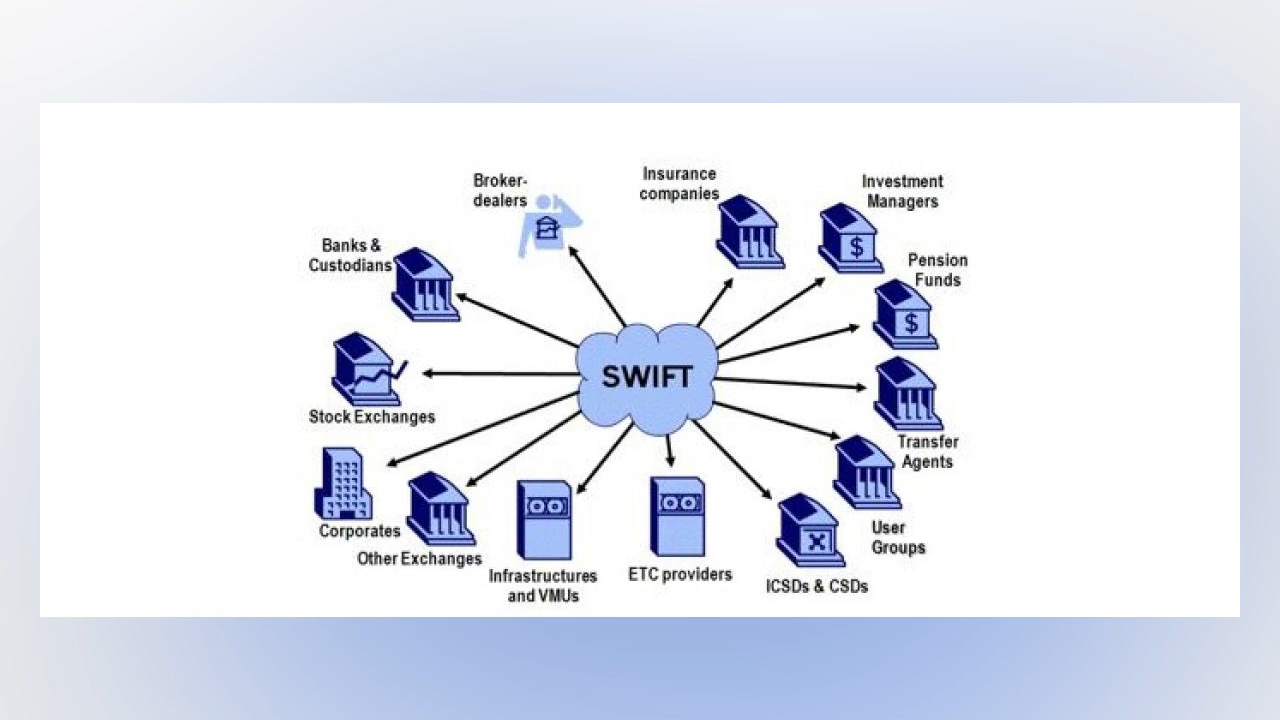 Broker-
dealers
Insurance
companies
Investment
Managers
Banks &
Custodians
Pension
Funds
SWIFT
Stock Exchanges
Transfer
Agents
Corporates
Other Exchanges
User
Groups
Infrastructures
and VMUs
ETC providers
ICSDs & CSDs